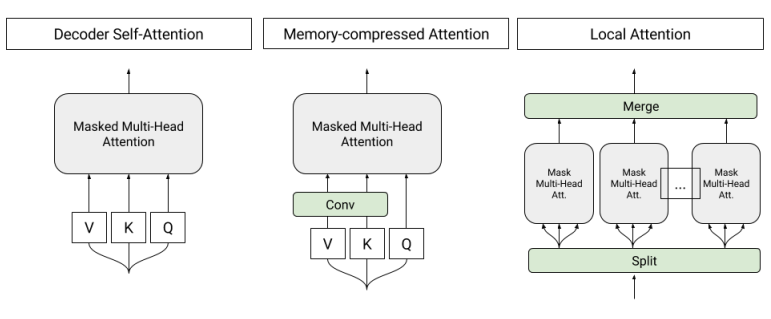 Decoder Self-Attention
Masked Multi-Head
Attention
V K Q
Memory-compressed Attention
Masked Multi-Head
Attention
Conv
V K Q
Local Attention
Merge
Mask
Multi-Head
Att.
Mask
Multi-Head
Att.
...
Mask
Multi-Head
Att.
Split